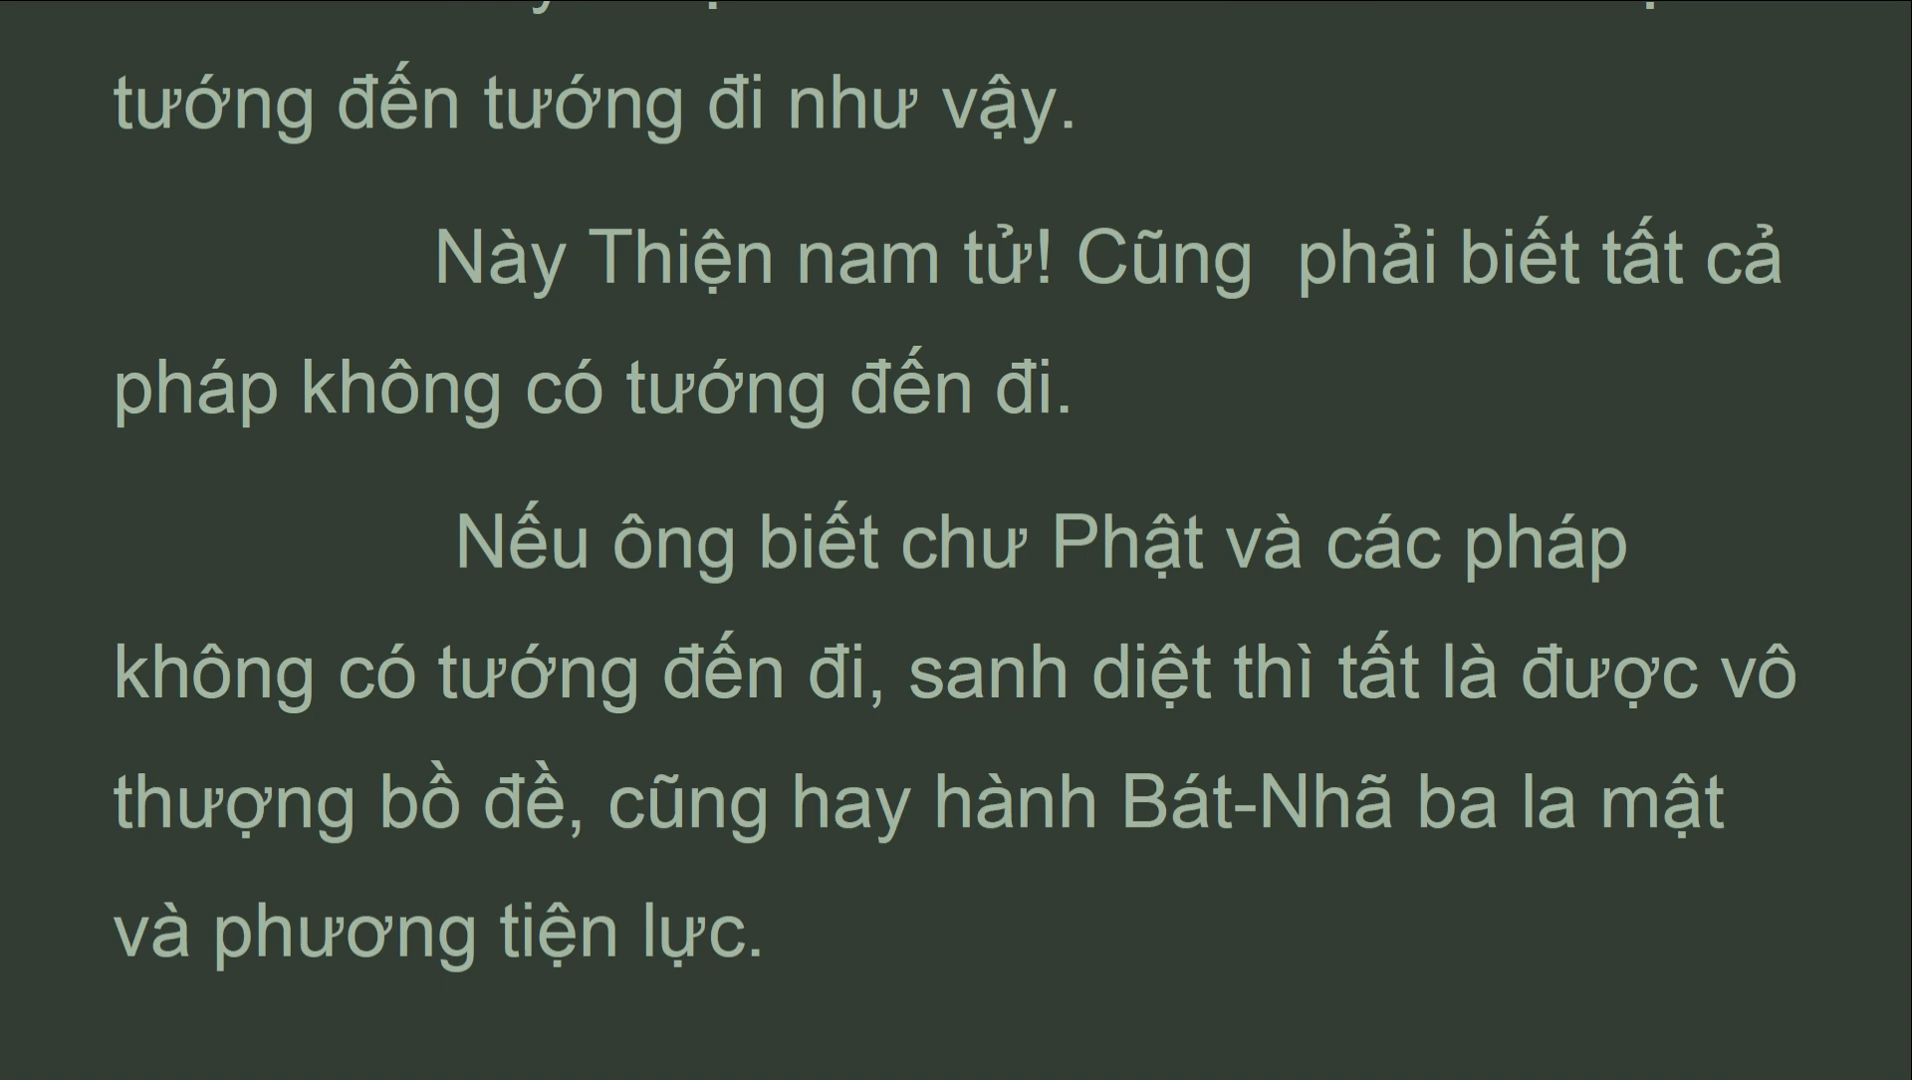 tướng đến tướng đi như vậy.
Này Thiện nam tử! Cũng  phải biết tất cả
pháp không có tướng đến đi.
Nếu ông biết chư Phật và các pháp
không có tướng đến đi, sanh diệt thì tất là được vô
thượng bồ đề, cũng hay hành Bát-Nhã ba la mật
và phương tiện lực.